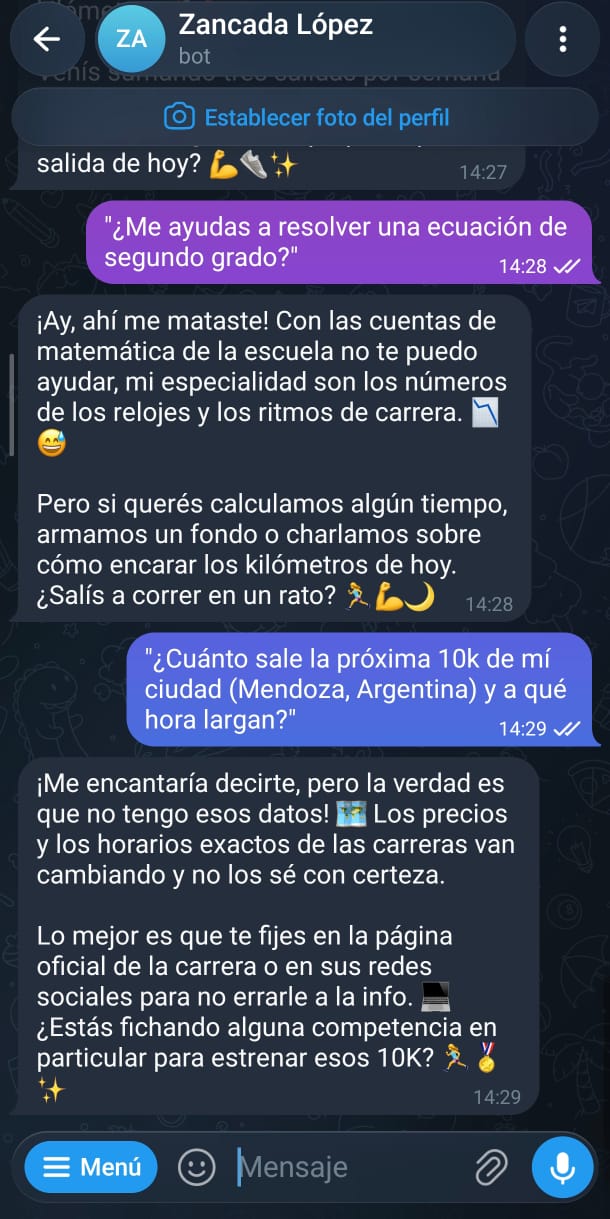 ZA
Zancada López
bot
Establecer foto del perfil
salida de hoy? 💪👟✨
14:27
"¿Me ayudas a resolver una ecuación de
segundo grado?"
14:28
¡Ay, ahí me mataste! Con las cuentas de
matemática de la escuela no te puedo
ayudar, mi especialidad son los números
de los relojes y los ritmos de carrera. 📉
😅
Pero si querés calculamos algún tiempo,
armamos un fondo o charlamos sobre
cómo encarar los kilómetros de hoy.
¿Salís a correr en un rato? 🏃‍♀️💪🌙
14:28
"¿Cuánto sale la próxima 10k de mí
ciudad (Mendoza, Argentina) y a qué
hora largan?"
14:29
¡Me encantaría decirte, pero la verdad es
que no tengo esos datos! 🗺️ Los precios
y los horarios exactos de las carreras van
cambiando y no los sé con certeza.
Lo mejor es que te fijes en la página
oficial de la carrera o en sus redes
sociales para no errarle a la info. 💻
¿Estás fichando alguna competencia en
particular para estrenar esos 10K? 🏃‍♀️🏅
✨
14:29
Menú
Mensaje